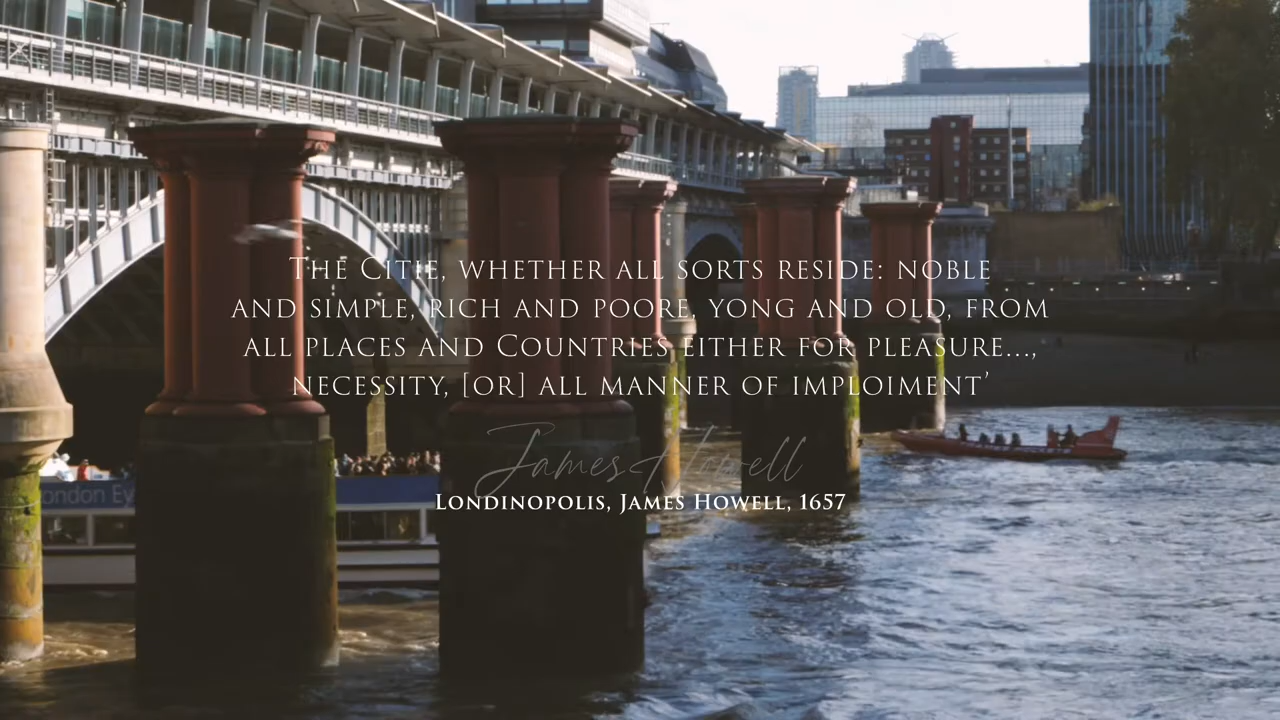 The Citie, whether all sorts reside: noble
and simple, rich and poore, yong and old, from
all places and Countries either for pleasure...,
necessity, [or] all manner of imploiment’
James Howell
Londinopolis, James Howell, 1657
London Ey